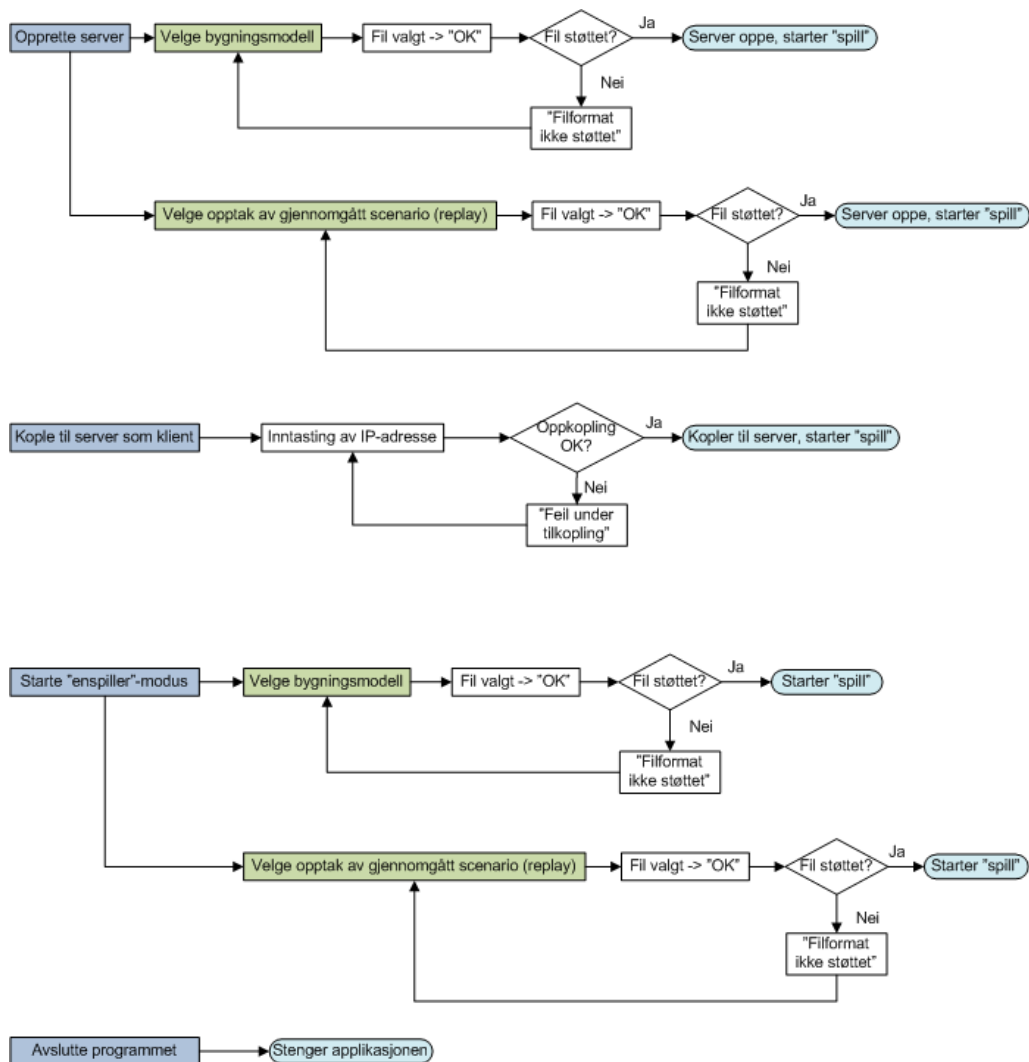 Opprette server
Velge bygningsmodell
Fil valgt -> "OK"
Fil støttet?
Ja
Server oppe, starter "spill"
Nei
"Filformat
ikke støttet"
Velge opptak av gjennomgått scenario (replay)
Fil valgt -> "OK"
Fil støttet?
Ja
Server oppe, starter "spill"
Nei
"Filformat
ikke støttet"
Kople til server som klient
Inntasting av IP-adresse
Oppkopling
OK?
Ja
Kopler til server, starter "spill"
Nei
"Feil under
tilkopling"
Starte "enspiller"-modus
Velge bygningsmodell
Fil valgt -> "OK"
Fil støttet?
Ja
Starter "spill"
Nei
"Filformat
ikke støttet"
Velge opptak av gjennomgått scenario (replay)
Fil valgt -> "OK"
Fil støttet?
Ja
Starter "spill"
Nei
"Filformat
ikke støttet"
Avslutte programmet
Stenger applikasjonen